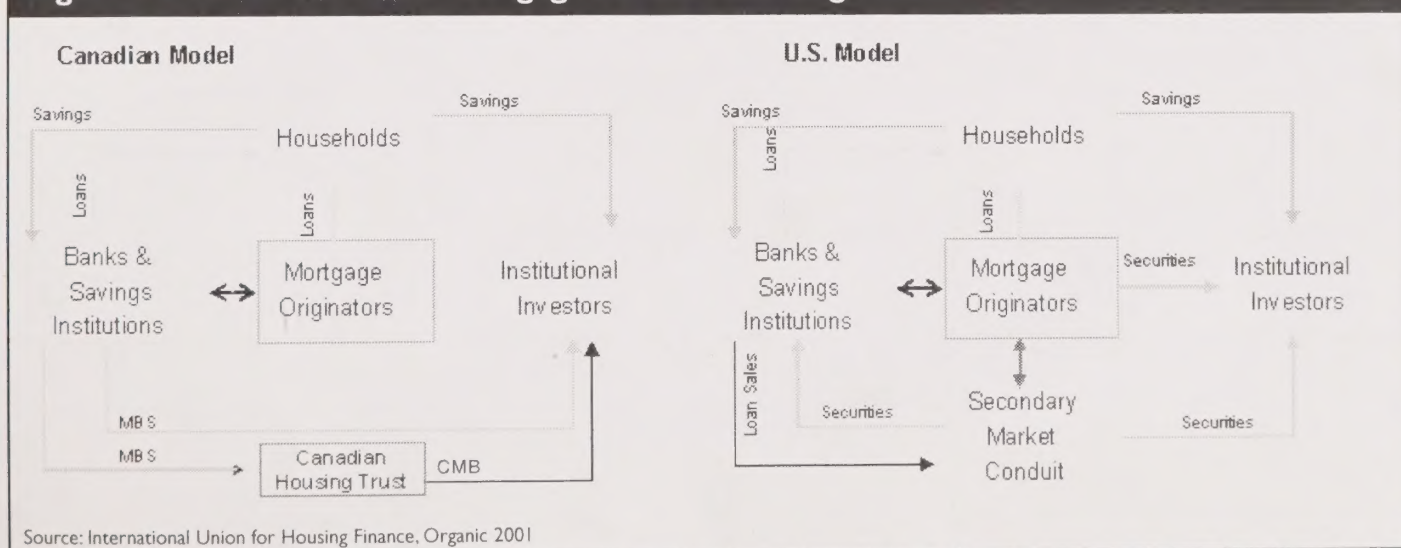 Canadian Model
Savings
Savings
Households
Loans
Loans
Banks &
Savings
Institutions
Mortgage
Originators
Institutional
Investors
MBS
MBS
Canadian
Housing Trust
CMB
U.S. Model
Savings
Savings
Loans
Households
Loans
Banks &
Savings
Institutions
Mortgage
Originators
Securities
Institutional
Investors
Loan Sales
Securities
Secondary
Market
Conduit
Securities
Source: International Union for Housing Finance, Organic 2001